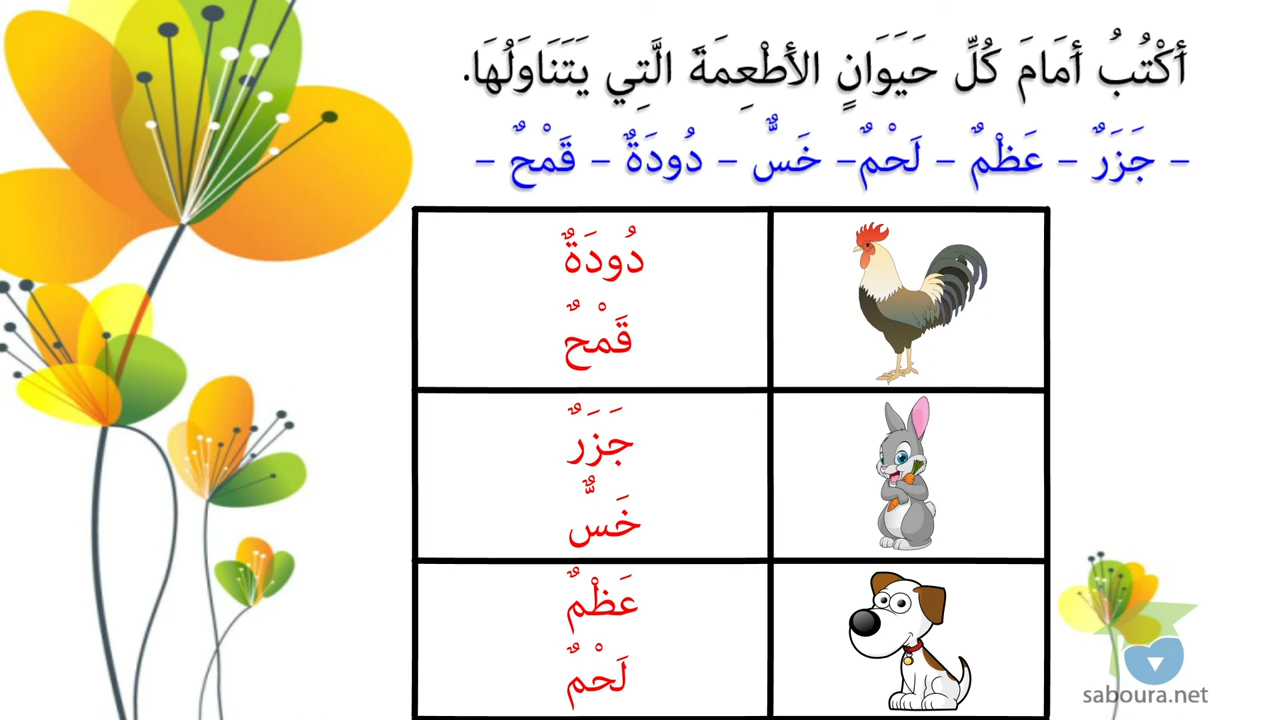 أَكْتُبُ أَمَامَ كُلِّ حَيَوَانٍ الأَطْعِمَةَ الَّتِي يَتَنَاوَلُهَا.
– جَزَرٌ – عَظْمٌ – لَحْمٌ – خَسٌّ – دُودَةٌ – قَمْحٌ –
دُودَةٌ
قَمْحٌ
جَزَرٌ
خَسٌّ
عَظْمٌ
لَحْمٌ
saboura.net